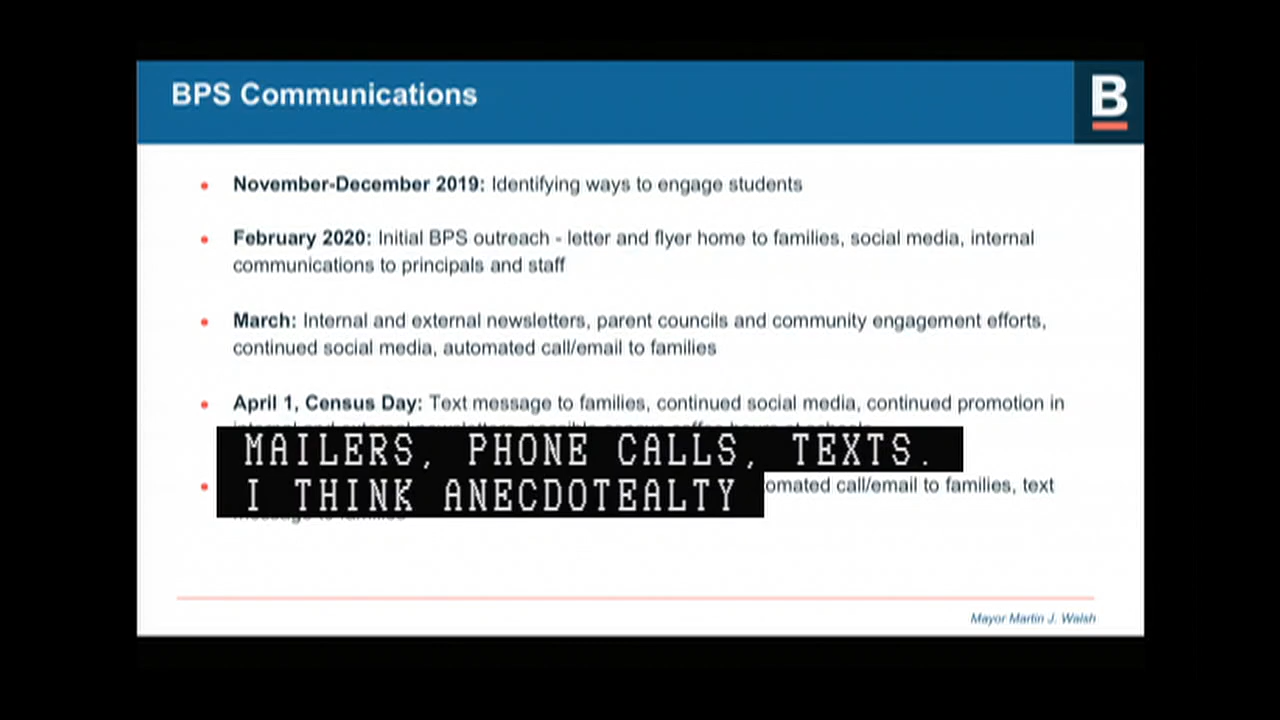 BPS Communications
B
• November-December 2019: Identifying ways to engage students
• February 2020: Initial BPS outreach - letter and flyer home to families, social media, internal
communications to principals and staff
• March: Internal and external newsletters, parent councils and community engagement efforts,
continued social media, automated call/email to families
• April 1, Census Day: Text message to families, continued social media, continued promotion in
MAILERS, PHONE CALLS, TEXTS.
I THINK ANECDOTEALTY
call/email to families, text
Mayor Martin J. Walsh